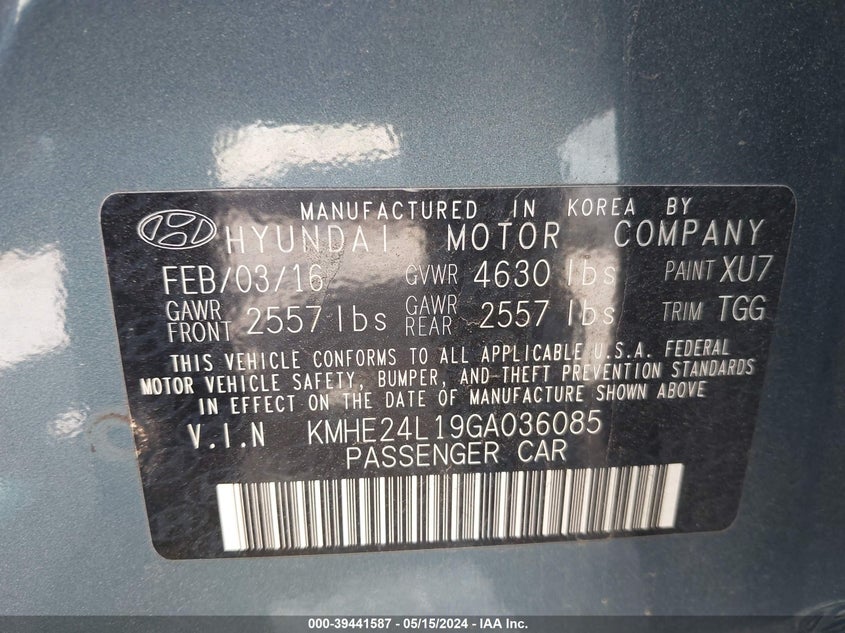 MANUFACTURED IN KOREA BY
HYUNDAI MOTOR COMPANY
FEB/03/16 GVWR 4630 lbs PAINT XU7
GAWR FRONT 2557 lbs GAWR REAR 2557 lbs TRIM TGG
THIS VEHICLE CONFORMS TO ALL APPLICABLE U.S.A. FEDERAL
MOTOR VEHICLE SAFETY, BUMPER, AND THEFT PREVENTION STANDARDS
IN EFFECT ON THE DATE OF MANUFACTURE SHOWN ABOVE
V.I.N KMHE24L19GA036085
PASSENGER CAR
000-39441587 - 05/15/2024 - IAA Inc.